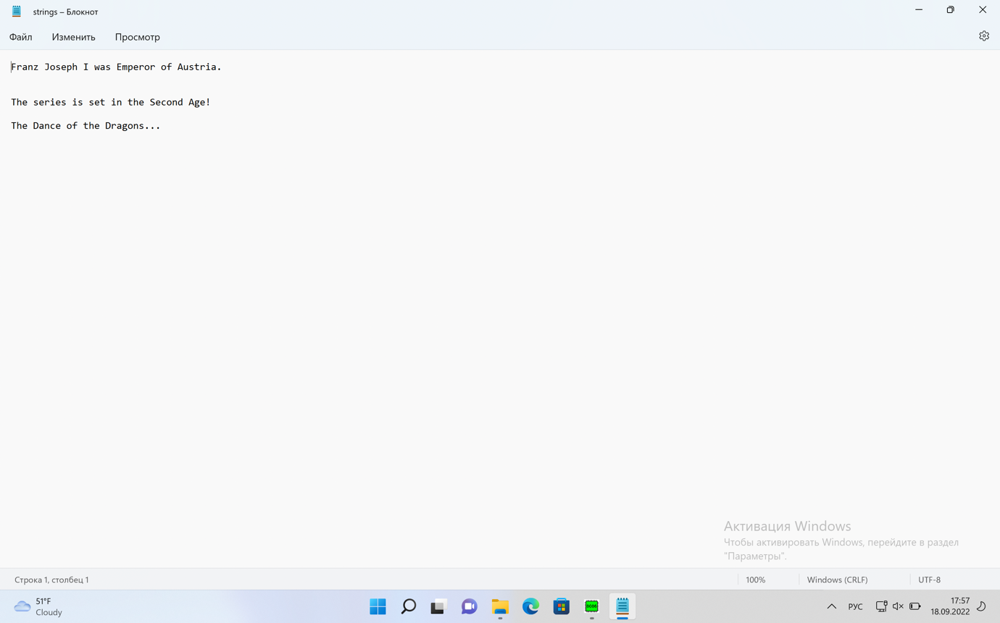 strings – Блокнот
Файл Изменить Просмотр
Franz Joseph I was Emperor of Austria.
The series is set in the Second Age!
The Dance of the Dragons...
Активация Windows
Чтобы активировать Windows, перейдите в раздел
"Параметры".
Строка 1, столбец 1 100% Windows (CRLF) UTF-8
51°F
Cloudy
8086
РУС
17:57
18.09.2022